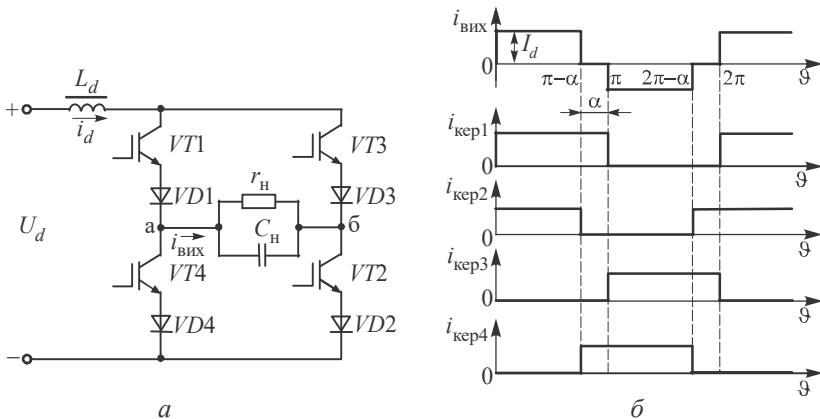 L_d
+
i_d
VT1
VT3
VD1
r_н
VD3
а
б
U_d
i_вих
C_н
VT4
VT2
VD4
VD2
−
а
i_вих
I_d
π−α
π
2π−α
2π
ϑ
α
i_кер1
0
ϑ
i_кер2
0
ϑ
i_кер3
0
ϑ
i_кер4
0
ϑ
0
б